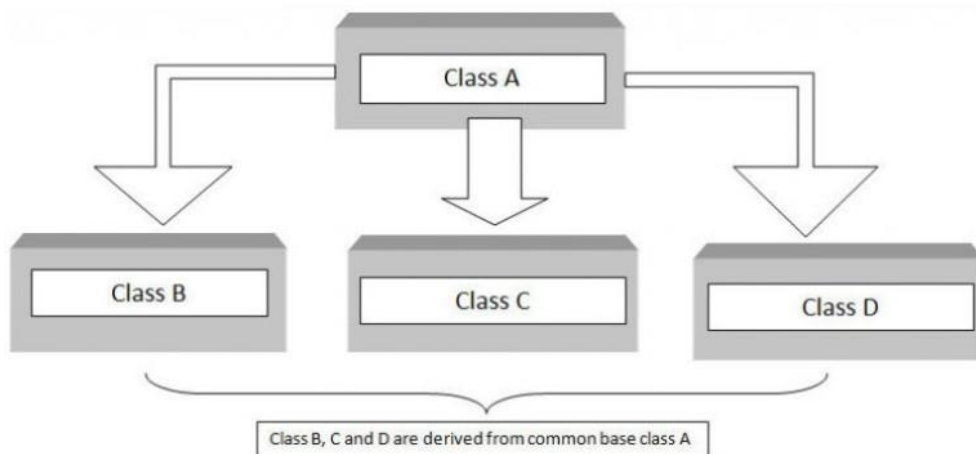 Class A
Class B
Class C
Class D
Class B, C and D are derived from common base class A